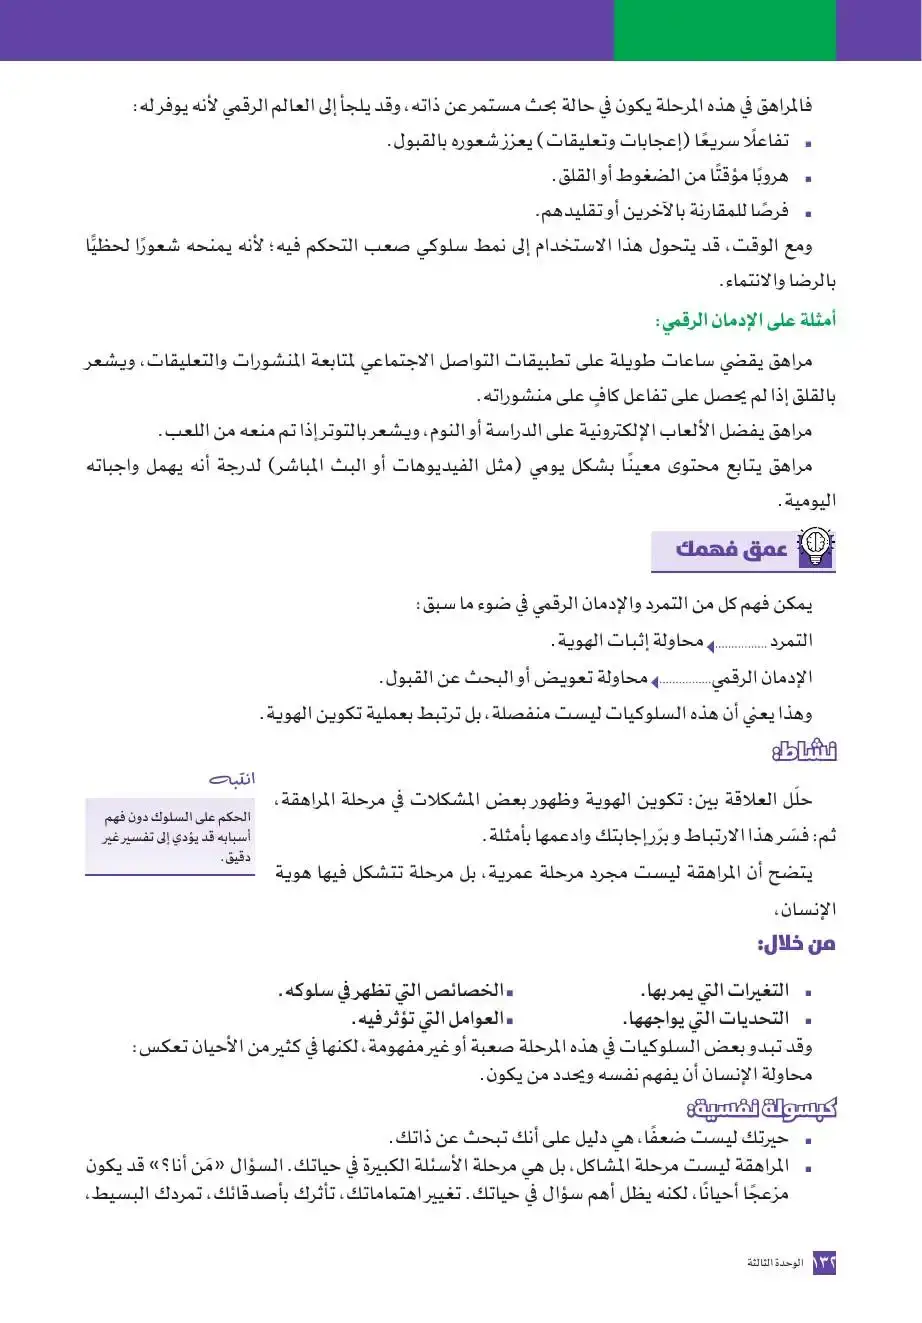 فالمراهق في هذه المرحلة يكون في حالة بحث مستمر عن ذاته، وقد يلجأ إلى العالم الرقمي لأنه يوفر له:
▪ تفاعلًا سريعًا (إعجابات وتعليقات) يعزز شعوره بالقبول.
▪ هروبًا مؤقتًا من الضغوط أو القلق.
▪ فرصًا للمقارنة بالآخرين أو تقليدهم.
ومع الوقت، قد يتحول هذا الاستخدام إلى نمط سلوكي صعب التحكم فيه؛ لأنه يمنحه شعورًا لحظيًّا
بالرضا والانتماء.
أمثلة على الإدمان الرقمي:
مراهق يقضي ساعات طويلة على تطبيقات التواصل الاجتماعي لمتابعة المنشورات والتعليقات، ويشعر
بالقلق إذا لم يحصل على تفاعل كافٍ على منشوراته.
مراهق يفضل الألعاب الإلكترونية على الدراسة أو النوم، ويشعر بالتوتر إذا تم منعه من اللعب.
مراهق يتابع محتوى معينًا بشكل يومي (مثل الفيديوهات أو البث المباشر) لدرجة أنه يهمل واجباته
اليومية.
عمق فهمك
يمكن فهم كل من التمرد والإدمان الرقمي في ضوء ما سبق:
التمرد ................ محاولة إثبات الهوية.
الإدمان الرقمي................ محاولة تعويض أو البحث عن القبول.
وهذا يعني أن هذه السلوكيات ليست منفصلة، بل ترتبط بعملية تكوين الهوية.
نشاط:
حلّل العلاقة بين: تكوين الهوية وظهور بعض المشكلات في مرحلة المراهقة،
ثم: فسّر هذا الارتباط و برّر إجابتك وادعمها بأمثلة.
انتبه
الحكم على السلوك دون فهم
أسبابه قد يؤدي إلى تفسير غير
دقيق.
يتضح أن المراهقة ليست مجرد مرحلة عمرية، بل مرحلة تتشكل فيها هوية
الإنسان،
من خلال:
▪ التغيرات التي يمر بها. ▪ الخصائص التي تظهر في سلوكه.
▪ التحديات التي يواجهها. ▪ العوامل التي تؤثر فيه.
وقد تبدو بعض السلوكيات في هذه المرحلة صعبة أو غير مفهومة، لكنها في كثير من الأحيان تعكس:
محاولة الإنسان أن يفهم نفسه ويحدد من يكون.
كبسولة نفسية:
▪ حيرتك ليست ضعفًا، هي دليل على أنك تبحث عن ذاتك.
▪ المراهقة ليست مرحلة المشاكل، بل هي مرحلة الأسئلة الكبيرة في حياتك. السؤال «مَن أنا؟» قد يكون
مزعجًا أحيانًا، لكنه يظل أهم سؤال في حياتك. تغيير اهتماماتك، تأثرك بأصدقائك، تمردك البسيط،
١٣٢ الوحدة الثالثة